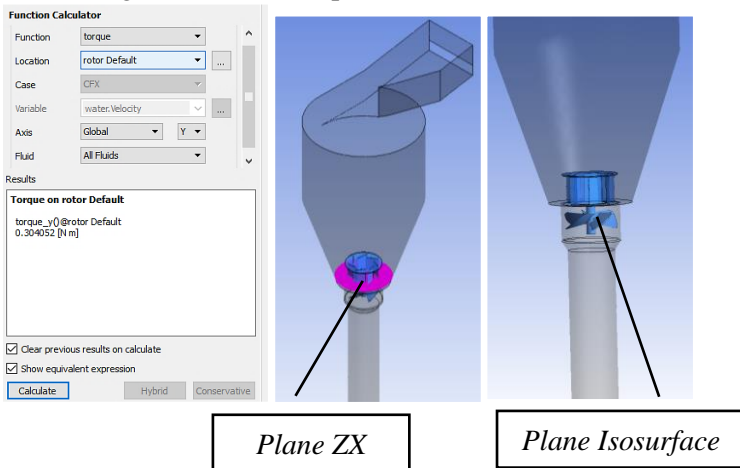 Function Calculator
Function torque
Location rotor Default ...
Case CFX
Variable water.Velocity ...
Axis Global Y
Fluid All Fluids
Results
Torque on rotor Default
torque_y()@rotor Default
0.304052 [N m]
Clear previous results on calculate
Show equivalent expression
Calculate Hybrid Conservative
Plane ZX
Plane Isosurface